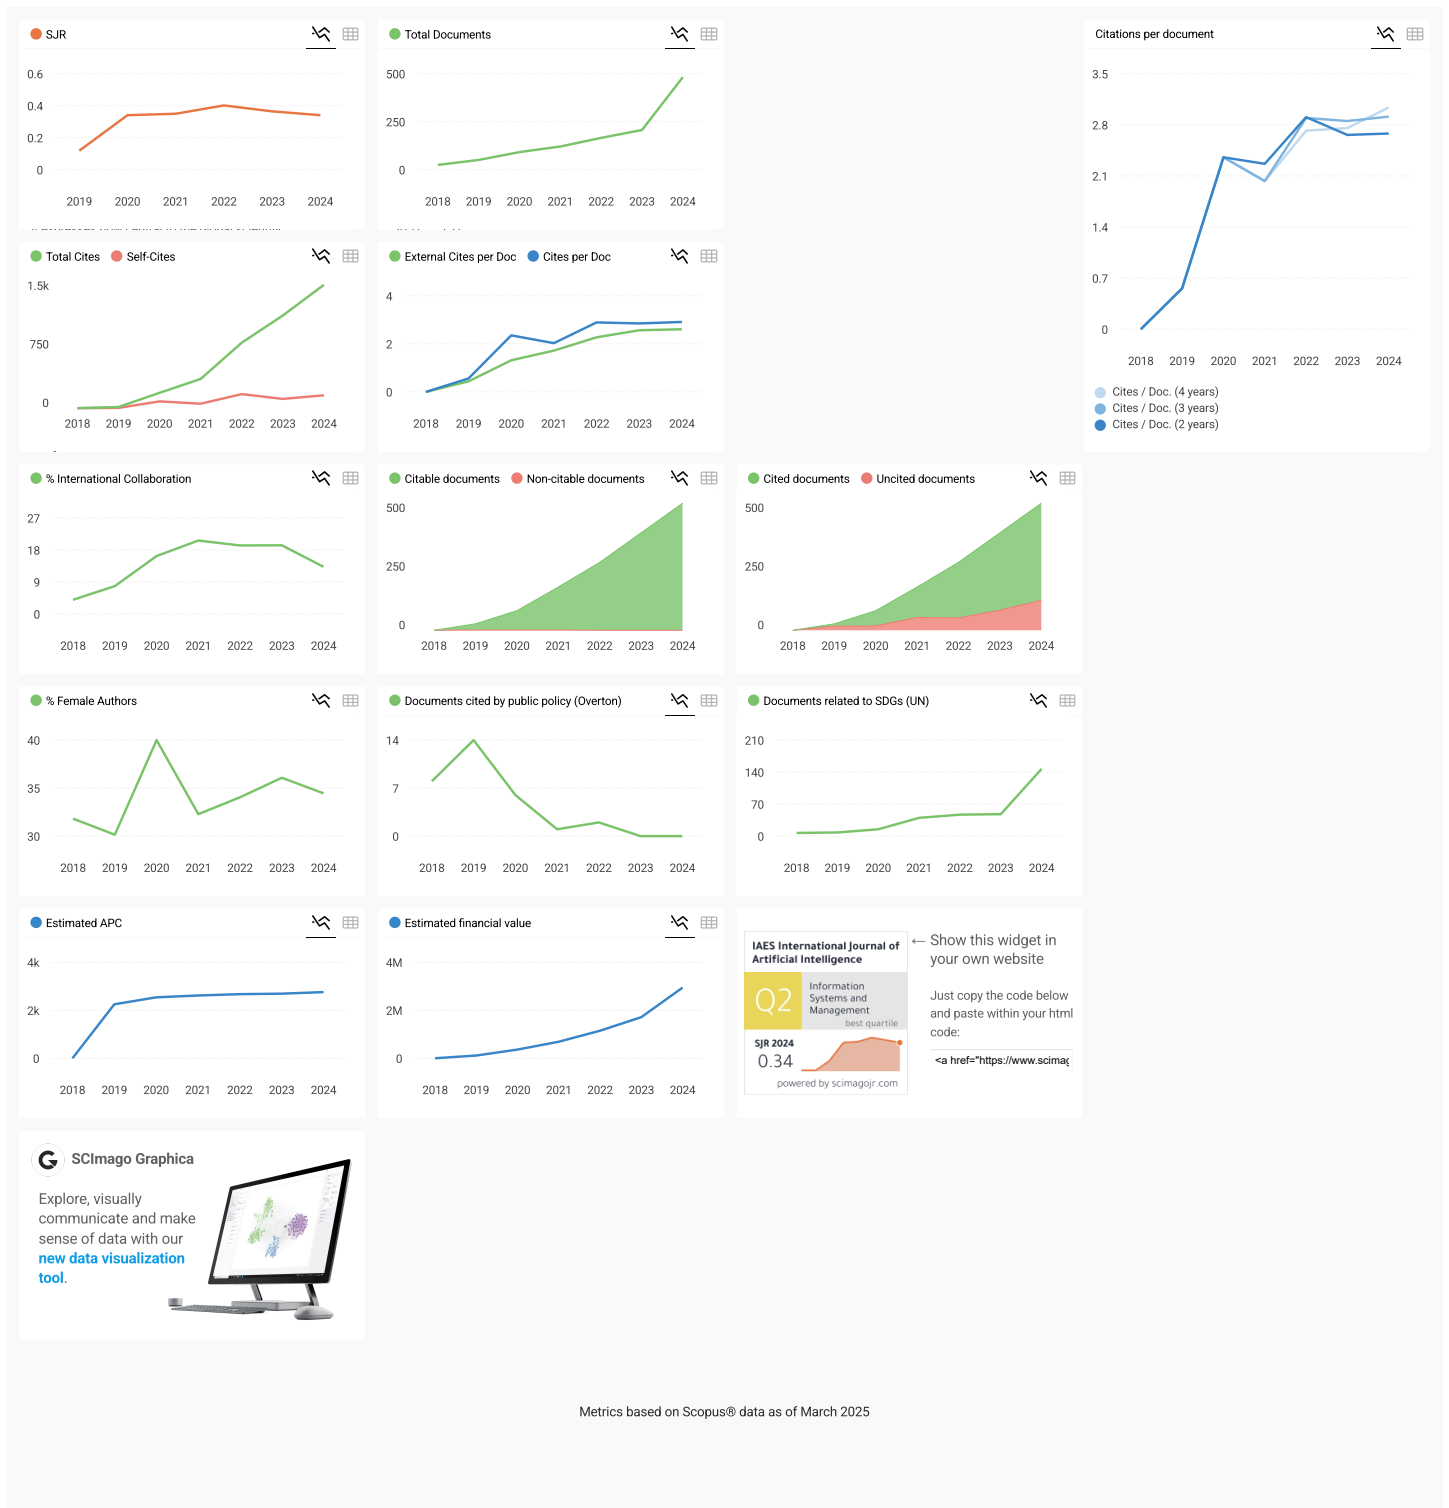 SJR
0.6
0.4
0.2
0
2019 2020 2021 2022 2023 2024
Total Documents
500
250
0
2018 2019 2020 2021 2022 2023 2024
Citations per document
3.5
2.8
2.1
1.4
0.7
0
2018 2019 2020 2021 2022 2023 2024
Cites / Doc. (4 years)
Cites / Doc. (3 years)
Cites / Doc. (2 years)
Total Cites Self-Cites
1.5k
750
0
2018 2019 2020 2021 2022 2023 2024
External Cites per Doc Cites per Doc
4
2
0
2018 2019 2020 2021 2022 2023 2024
% International Collaboration
27
18
9
0
2018 2019 2020 2021 2022 2023 2024
Citable documents Non-citable documents
500
250
0
2018 2019 2020 2021 2022 2023 2024
Cited documents Uncited documents
500
250
0
2018 2019 2020 2021 2022 2023 2024
% Female Authors
40
35
30
2018 2019 2020 2021 2022 2023 2024
Documents cited by public policy (Overton)
14
7
0
2018 2019 2020 2021 2022 2023 2024
Documents related to SDGs (UN)
210
140
70
0
2018 2019 2020 2021 2022 2023 2024
Estimated APC
4k
2k
0
2018 2019 2020 2021 2022 2023 2024
Estimated financial value
4M
2M
0
2018 2019 2020 2021 2022 2023 2024
IAES International Journal of
Artificial Intelligence
Q2
Information
Systems and
Management
best quartile
SJR 2024
0.34
powered by scimagojr.com
← Show this widget in
your own website
Just copy the code below
and paste within your html
code:
<a href="https://www.scimag
SCImago Graphica
Explore, visually
communicate and make
sense of data with our
new data visualization
tool.
Metrics based on Scopus® data as of March 2025